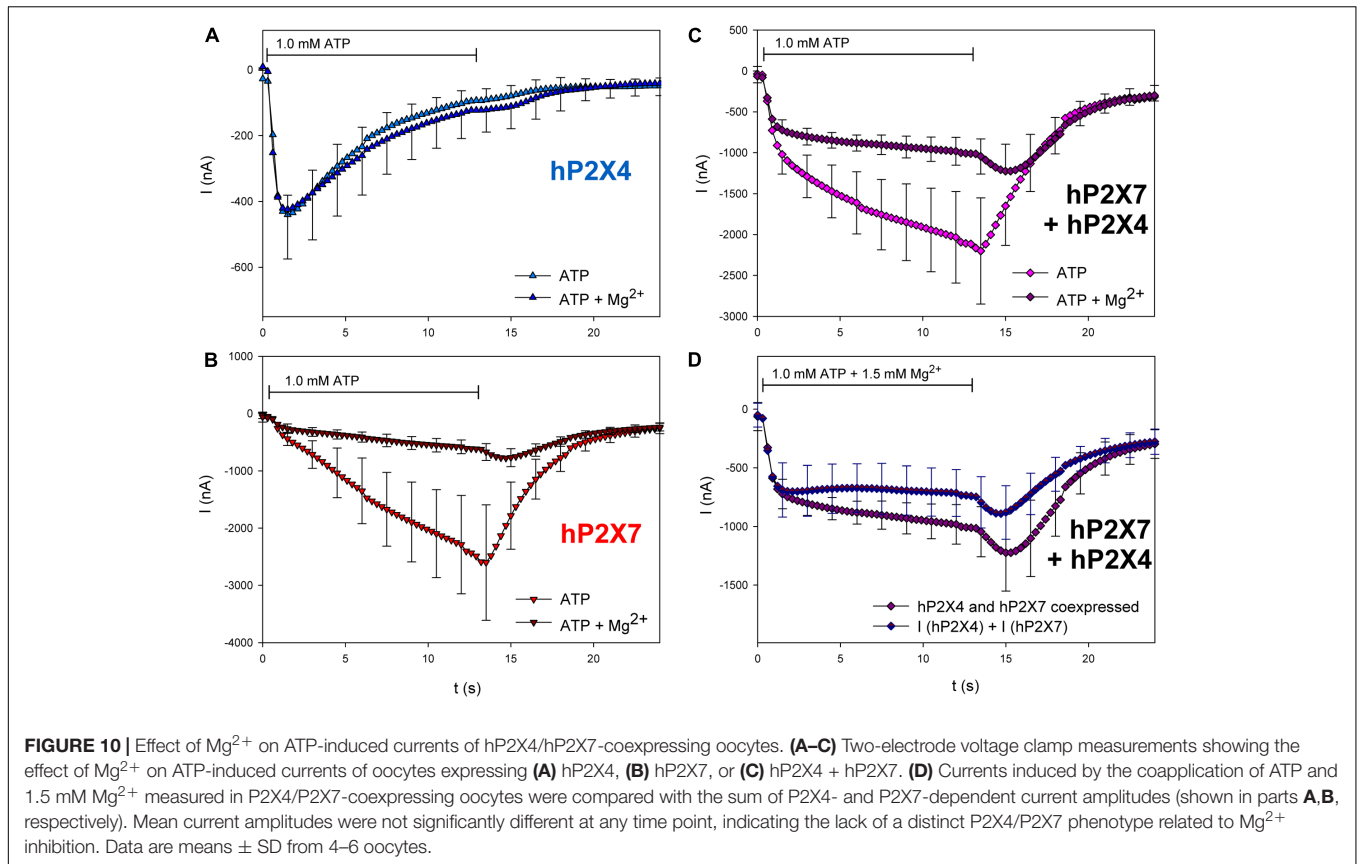 A
1.0 mM ATP
0
-200
-400
-600
I (nA)
hP2X4
ATP
ATP + Mg2+
0 5 10 15 20
B
1.0 mM ATP
1000
0
-1000
-2000
-3000
-4000
I (nA)
hP2X7
ATP
ATP + Mg2+
0 5 10 15 20
t (s)
C
1.0 mM ATP
500
0
-500
-1000
-1500
-2000
-2500
-3000
I (nA)
hP2X7
+ hP2X4
ATP
ATP + Mg2+
0 5 10 15 20
D
1.0 mM ATP + 1.5 mM Mg2+
0
-500
-1000
-1500
I (nA)
hP2X7
+ hP2X4
hP2X4 and hP2X7 coexpressed
I (hP2X4) + I (hP2X7)
0 5 10 15 20
t (s)
FIGURE 10 | Effect of Mg2+ on ATP-induced currents of hP2X4/hP2X7-coexpressing oocytes. (A–C) Two-electrode voltage clamp measurements showing the
effect of Mg2+ on ATP-induced currents of oocytes expressing (A) hP2X4, (B) hP2X7, or (C) hP2X4 + hP2X7. (D) Currents induced by the coapplication of ATP and
1.5 mM Mg2+ measured in P2X4/P2X7-coexpressing oocytes were compared with the sum of P2X4- and P2X7-dependent current amplitudes (shown in parts A,B,
respectively). Mean current amplitudes were not significantly different at any time point, indicating the lack of a distinct P2X4/P2X7 phenotype related to Mg2+
inhibition. Data are means ± SD from 4–6 oocytes.